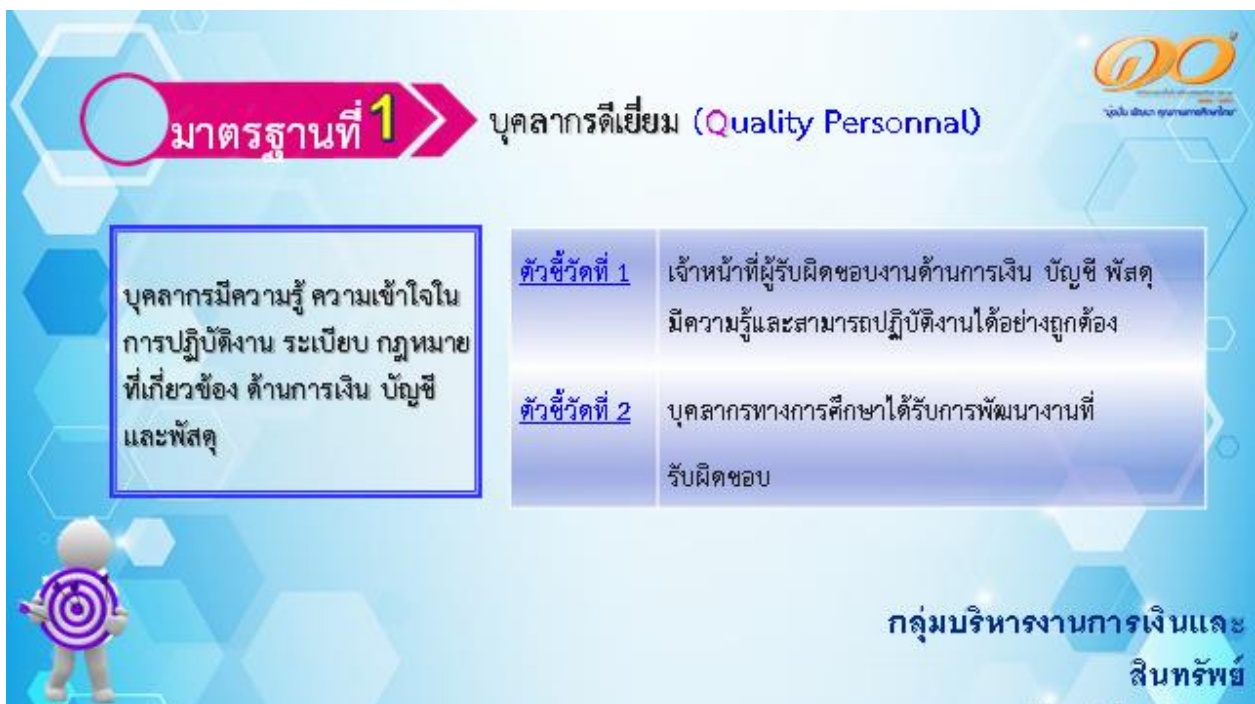 มาตรฐานที่ 1
บุคลากรดีเยี่ยม (Quality Personnal)
บุคลากรมีความรู้ ความเข้าใจใน
การปฏิบัติงาน ระเบียบ กฎหมาย
ที่เกี่ยวข้อง ด้านการเงิน บัญชี
และพัสดุ
ตัวชี้วัดที่ 1
เจ้าหน้าที่ผู้รับผิดชอบงานด้านการเงิน บัญชี พัสดุ
มีความรู้และสามารถปฏิบัติงานได้อย่างถูกต้อง
ตัวชี้วัดที่ 2
บุคลากรทางการศึกษาได้รับการพัฒนางานที่
รับผิดชอบ
กลุ่มบริหารงานการเงินและ
สินทรัพย์